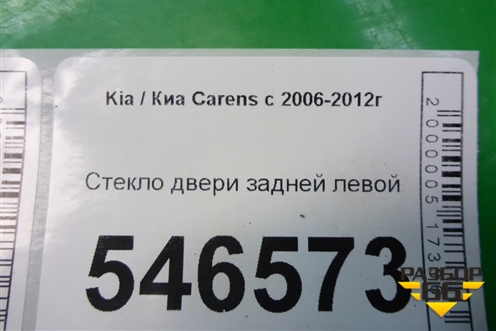 Kia / Киа Carens с 2006-2012г
Стекло двери задней левой
546573
2000005173
РАЗБОР
66